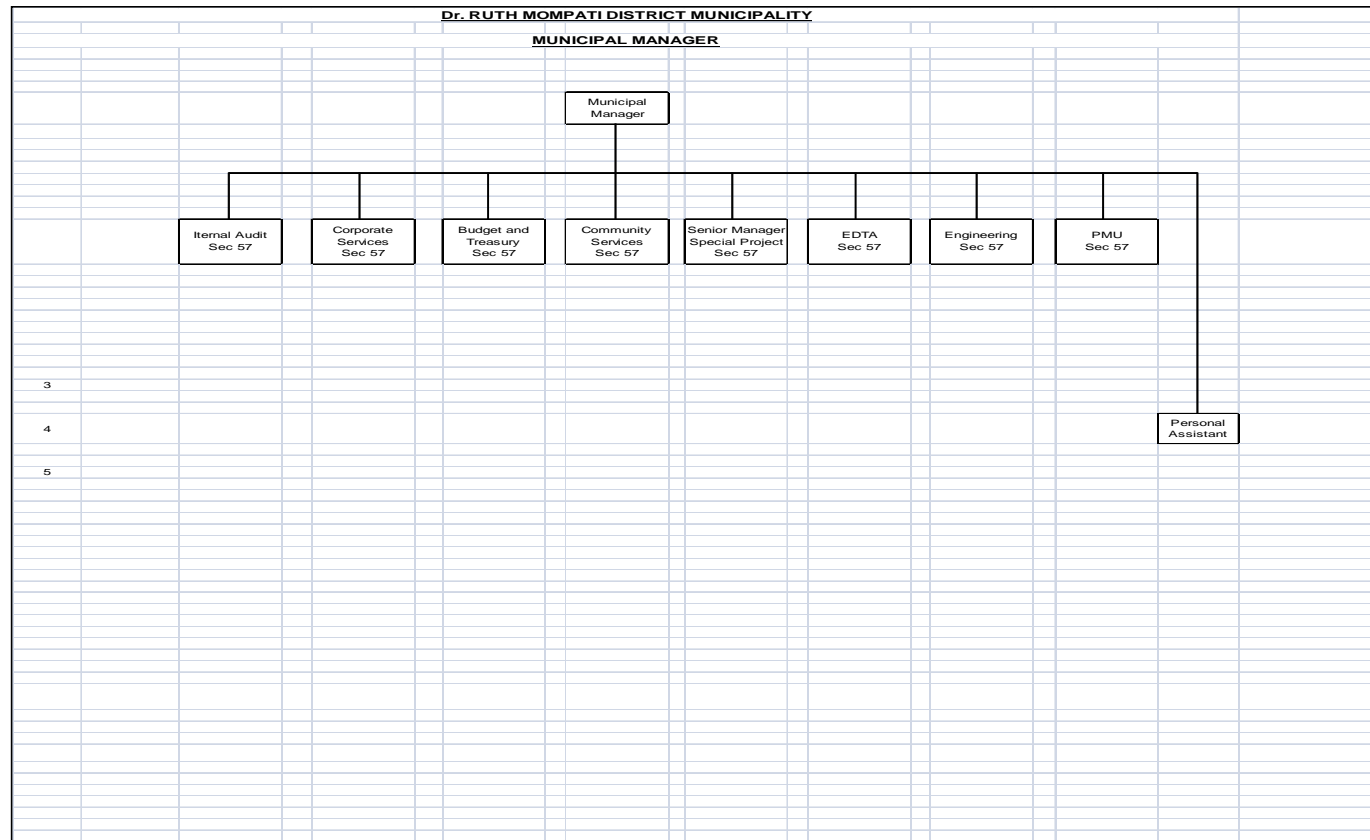 Dr. RUTH MOMPATI DISTRICT MUNICIPALITY
MUNICIPAL MANAGER
Municipal
Manager
Iternal Audit
Sec 57
Corporate
Services
Sec 57
Budget and
Treasury
Sec 57
Community
Services
Sec 57
Senior Manager
Special Project
Sec 57
EDTA
Sec 57
Engineering
Sec 57
PMU
Sec 57
3
4
Personal
Assistant
5